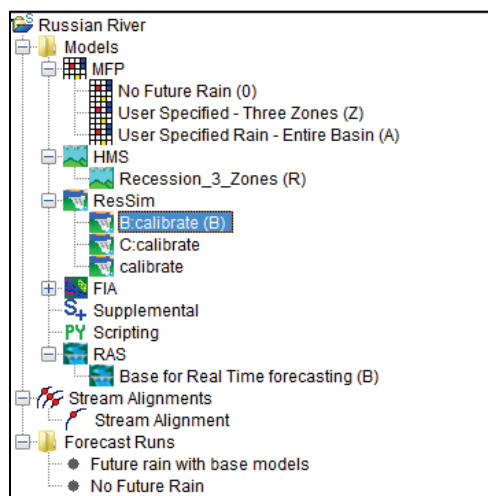 Russian River
Models
MFP
No Future Rain (0)
User Specified - Three Zones (Z)
User Specified Rain - Entire Basin (A)
HMS
Recession_3_Zones (R)
ResSim
B:calibrate (B)
C:calibrate
calibrate
FIA
S+ Supplemental
PY Scripting
RAS
Base for Real Time forecasting (B)
Stream Alignments
Stream Alignment
Forecast Runs
Future rain with base models
No Future Rain